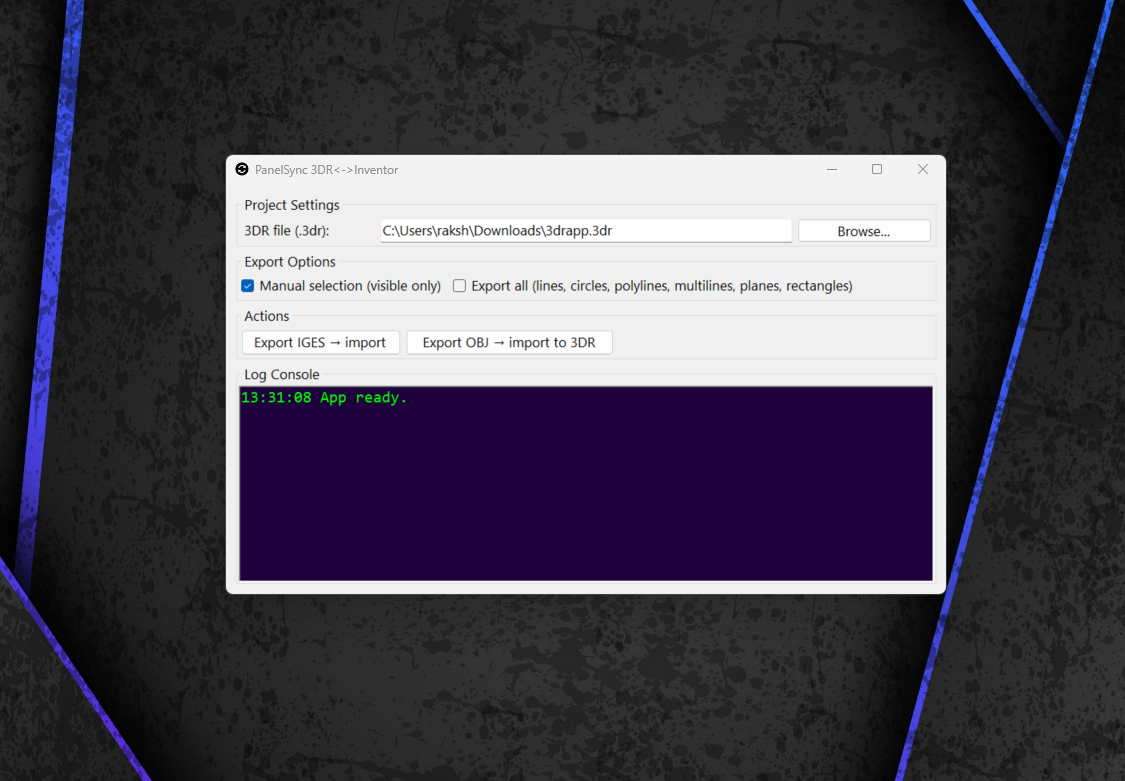 PanelSync 3DR<->Inventor
Project Settings
3DR file (.3dr): C:\Users\raksh\Downloads\3drapp.3dr Browse...
Export Options
Manual selection (visible only) Export all (lines, circles, polylines, multilines, planes, rectangles)
Actions
Export IGES → import Export OBJ → import to 3DR
Log Console
13:31:08 App ready.